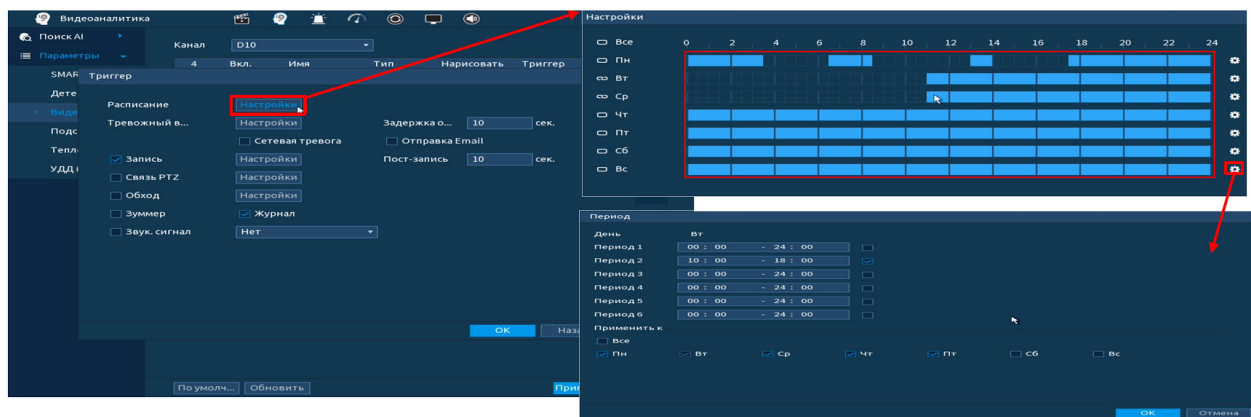 Видеоаналитика
Поиск AI
Параметры
SMAR
Дете
Виде
Подс
Тепл
УДД
Канал D10
4 Вкл. Имя Тип Нарисовать Триггер
Триггер
Расписание Настройки
Тревожный в... Настройки Задержка о... 10 сек.
Сетевая тревога Отправка Email
Запись Настройки Пост-запись 10 сек.
Связь PTZ Настройки
Обход Настройки
Зуммер Журнал
Звук. сигнал Нет
OK Наза
По умолч... Обновить При
Настройки
Все 0 2 4 6 8 10 12 14 16 18 20 22 24
Пн
Вт
Ср
Чт
Пт
Сб
Вс
Период
День Вт
Период 1 00 : 00 - 24 : 00
Период 2 10 : 00 - 18 : 00
Период 3 00 : 00 - 24 : 00
Период 4 00 : 00 - 24 : 00
Период 5 00 : 00 - 24 : 00
Период 6 00 : 00 - 24 : 00
Применить к
Все
Пн Вт Ср Чт Пт Сб Вс
OK Отмена